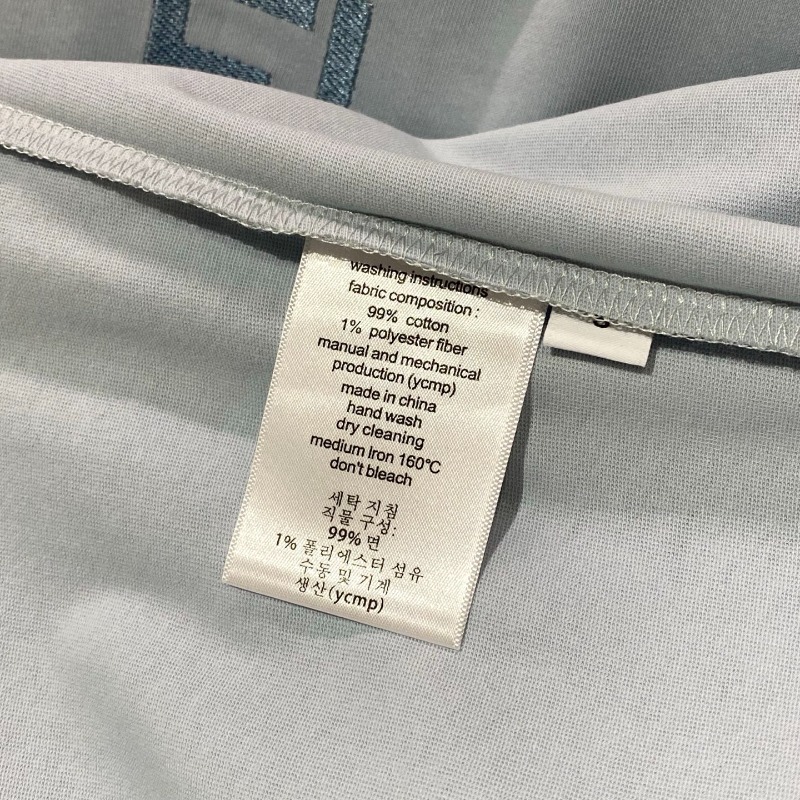 washing instructions
fabric composition :
99% cotton
1% polyester fiber
manual and mechanical
production (ycmp)
made in china
hand wash
dry cleaning
medium Iron 160°C
don't bleach
세탁 지침
직물 구성:
99% 면
1% 폴리에스터 섬유
수동 및 기계
생산(ycmp)